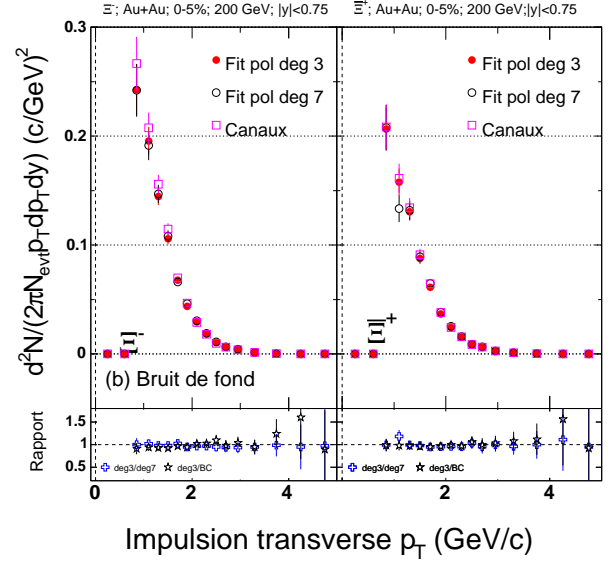 Ξ⁻; Au+Au; 0-5%; 200 GeV; |y|<0.75
Ξ̅⁺; Au+Au; 0-5%; 200 GeV;|y|<0.75
d²N/(2πN_evt p_T dp_T dy) (c/GeV)²
0.3
0.2
0.1
0
Fit pol deg 3
Fit pol deg 7
Canaux
Fit pol deg 3
Fit pol deg 7
Canaux
[Ξ]⁻
[Ξ̅]⁺
(b) Bruit de fond
Rapport
1.5
1
0.5
deg3/deg7 deg3/BC
deg3/deg7 deg3/BC
0 2 4 0 2 4
Impulsion transverse p_T (GeV/c)